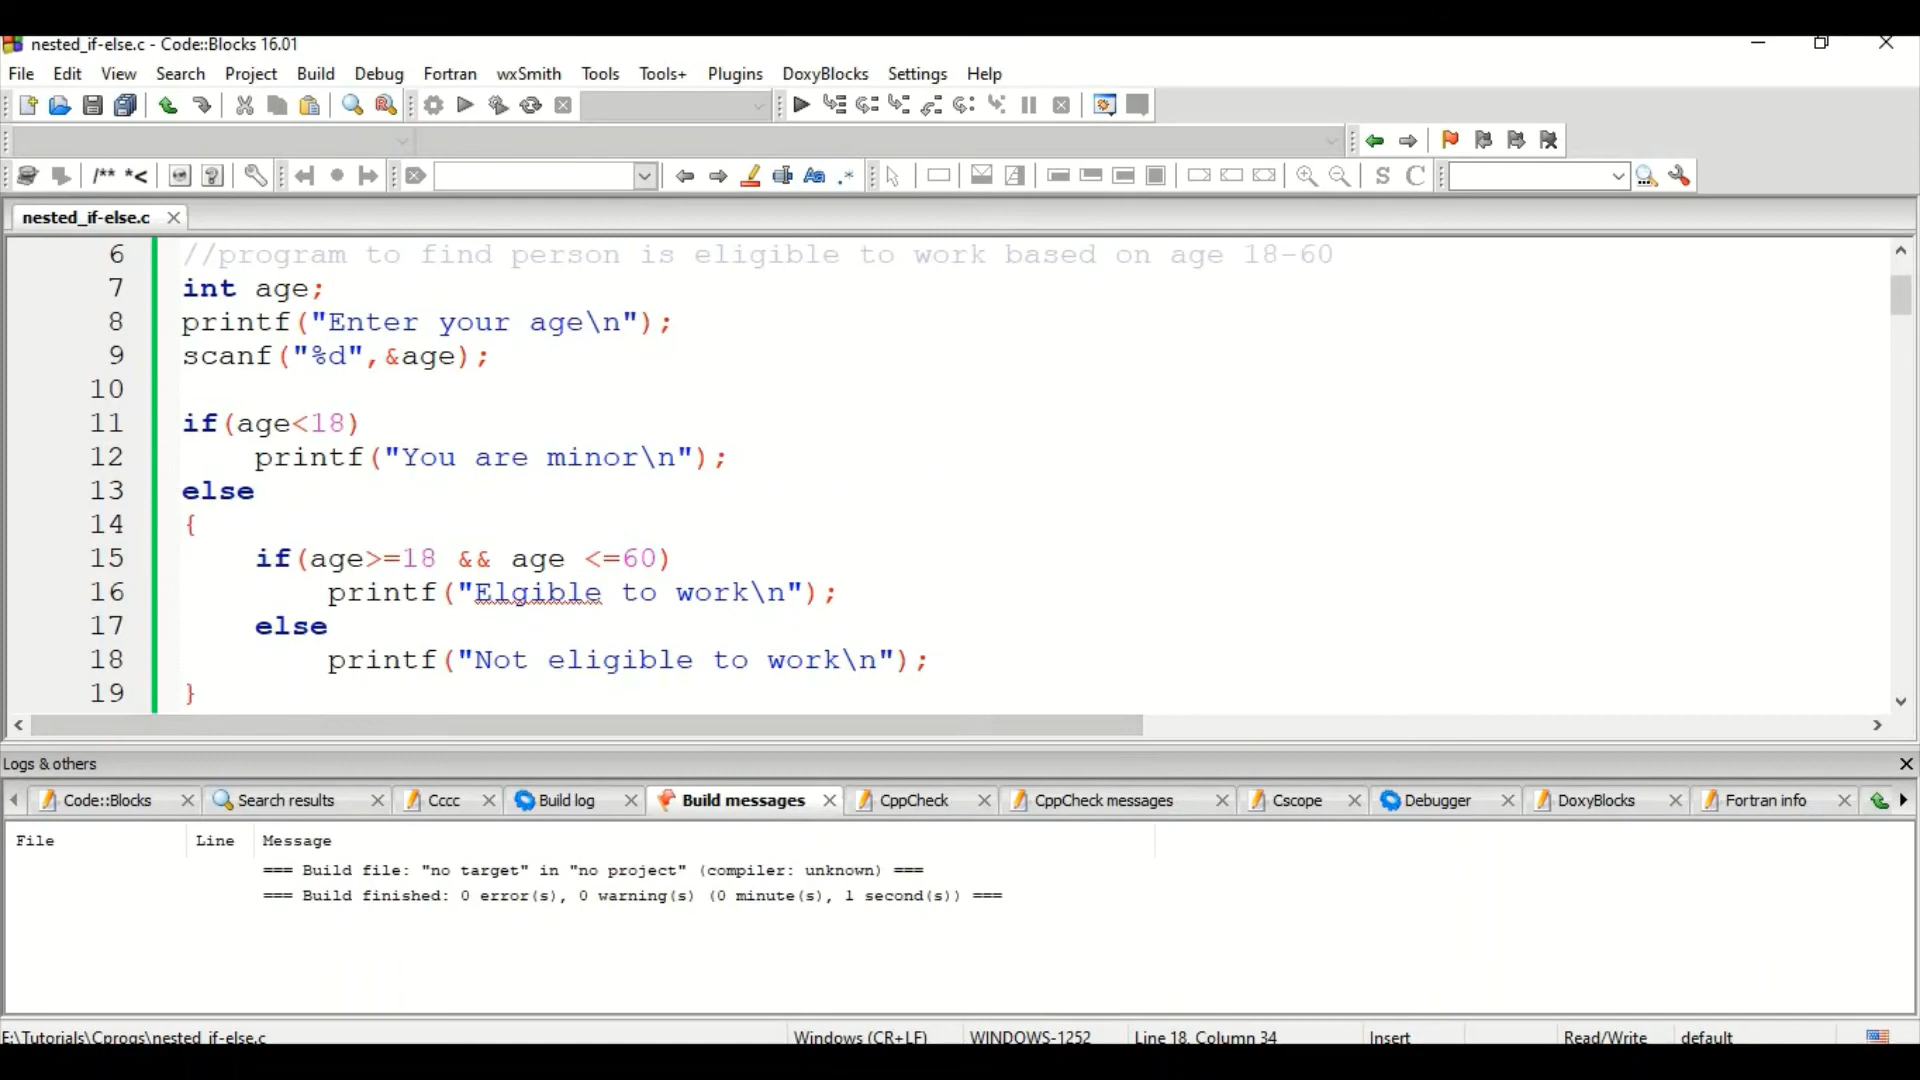 nested_if-else.c - Code::Blocks 16.01
File Edit View Search Project Build Debug Fortran wxSmith Tools Tools+ Plugins DoxyBlocks Settings Help
/** *<
S C
nested_if-else.c
6 //program to find person is eligible to work based on age 18-60
7 int age;
8 printf("Enter your age\n");
9 scanf("%d",&age);
10
11 if(age<18)
12 printf("You are minor\n");
13 else
14 {
15 if(age>=18 && age <=60)
16 printf("Elgible to work\n");
17 else
18 printf("Not eligible to work\n");
19 }
Logs & others
Code::Blocks Search results Cccc Build log Build messages CppCheck CppCheck messages Cscope Debugger DoxyBlocks Fortran info
File Line Message
=== Build file: "no target" in "no project" (compiler: unknown) ===
=== Build finished: 0 error(s), 0 warning(s) (0 minute(s), 1 second(s)) ===
E:\Tutorials\Cprogs\nested_if-else.c Windows (CR+LF) WINDOWS-1252 Line 18, Column 34 Insert Read/Write default